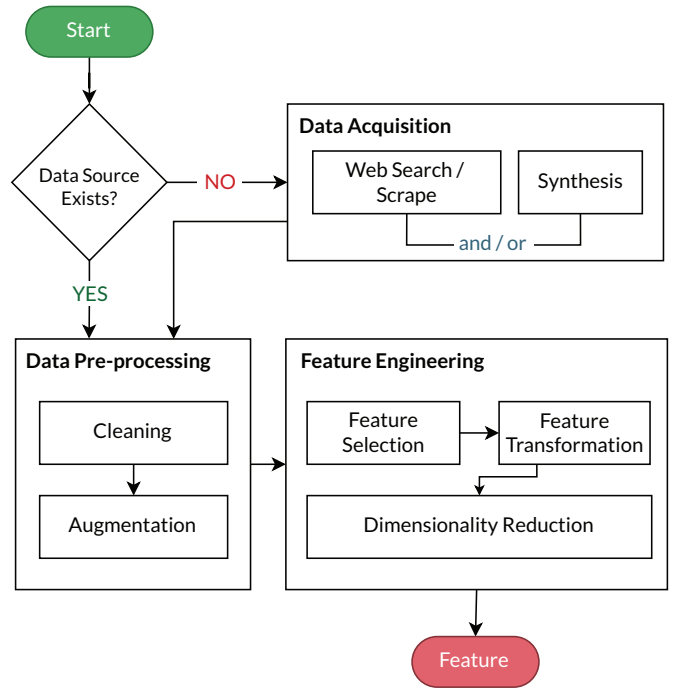 Start
Data Source
Exists?
NO
YES
Data Acquisition
Web Search /
Scrape
Synthesis
and / or
Data Pre-processing
Cleaning
Augmentation
Feature Engineering
Feature
Selection
Feature
Transformation
Dimensionality Reduction
Feature